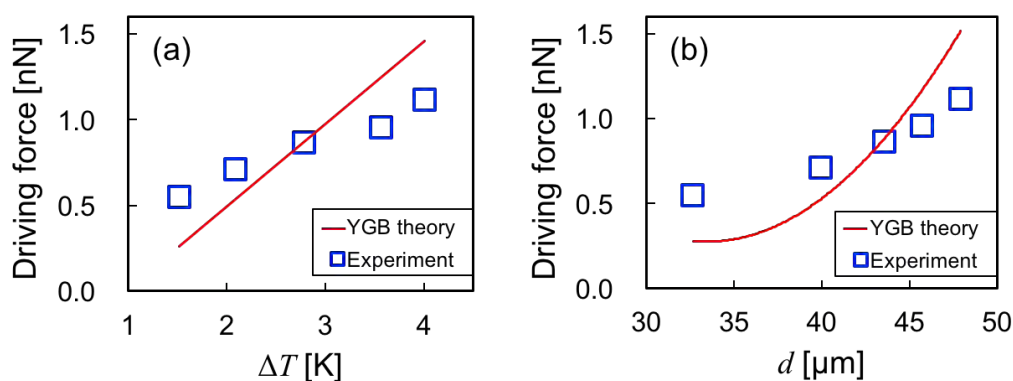 Driving force [nN]
1.5
1.0
0.5
0.0
(a)
YGB theory
Experiment
1 2 3 4
ΔT [K]
Driving force [nN]
1.5
1.0
0.5
0.0
(b)
YGB theory
Experiment
30 35 40 45 50
d [µm]